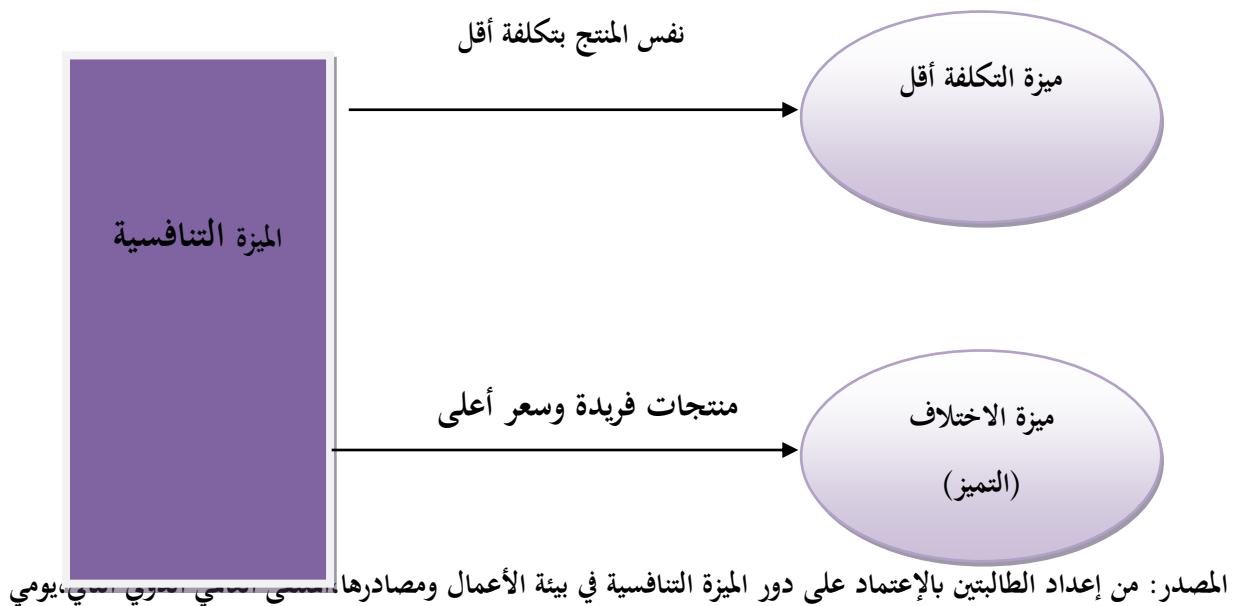 نفس المنتج بتكلفة أقل
ميزة التكلفة أقل
الميزة التنافسية
منتجات فريدة وسعر أعلى
ميزة الاختلاف
(التميز)
المصدر: من إعداد الطالبتين بالإعتماد على دور الميزة التنافسية في بيئة الأعمال ومصادرها، يومي